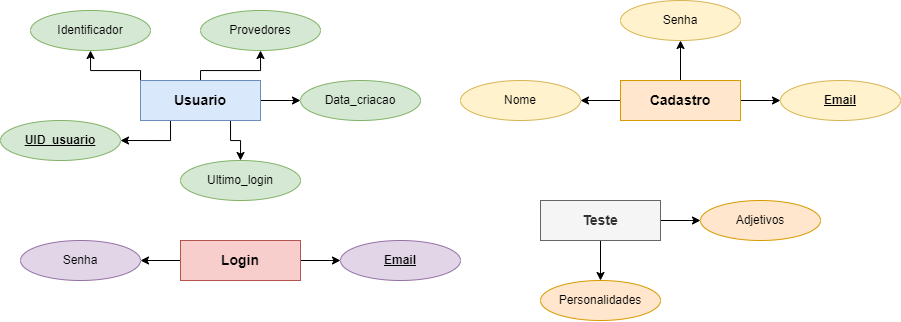 Identificador
Provedores
Usuario
Data_criacao
UID_usuario
Ultimo_login
Senha
Nome
Cadastro
Email
Senha
Login
Email
Teste
Adjetivos
Personalidades